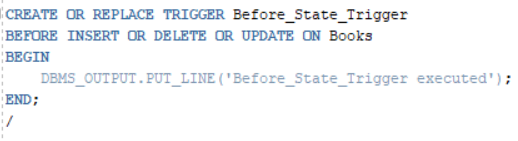 CREATE OR REPLACE TRIGGER Before_State_Trigger
BEFORE INSERT OR DELETE OR UPDATE ON Books
BEGIN
    DBMS_OUTPUT.PUT_LINE('Before_State_Trigger executed');
END;
/